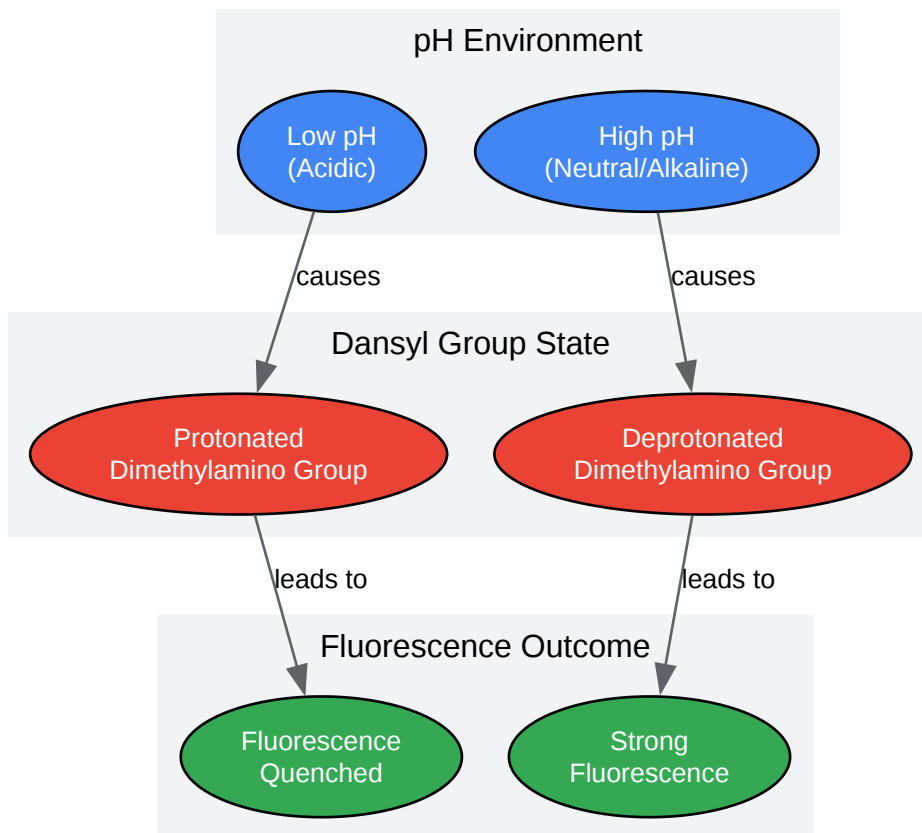 pH Environment
Low pH
(Acidic)
High pH
(Neutral/Alkaline)
causes
causes
Dansyl Group State
Protonated
Dimethylamino Group
Deprotonated
Dimethylamino Group
leads to
leads to
Fluorescence Outcome
Fluorescence
Quenched
Strong
Fluorescence